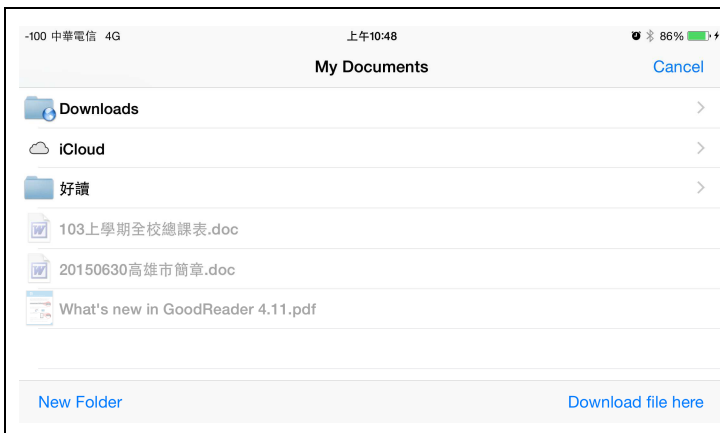 -100 中華電信 4G 上午10:48 86%
My Documents Cancel
Downloads
iCloud
好讀
103上學期全校總課表.doc
20150630高雄市簡章.doc
What's new in GoodReader 4.11.pdf
New Folder Download file here